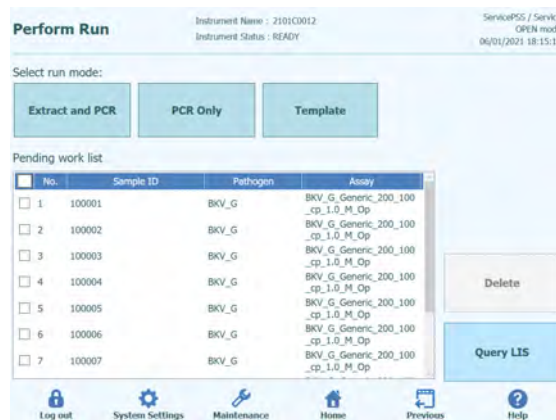 Perform Run
Instrument Name : 2101C0012
Instrument Status : READY
ServicePSS / Servic
OPEN mod
06/01/2021 18:15:1
Select run mode:
Extract and PCR
PCR Only
Template
Pending work list
No. Sample ID Pathogen Assay
1 100001 BKV_G BKV_G_Generic_200_100
_cp_1.0_M_Op
2 100002 BKV_G BKV_G_Generic_200_100
_cp_1.0_M_Op
3 100003 BKV_G BKV_G_Generic_200_100
_cp_1.0_M_Op
4 100004 BKV_G BKV_G_Generic_200_100
_cp_1.0_M_Op
5 100005 BKV_G BKV_G_Generic_200_100
_cp_1.0_M_Op
6 100006 BKV_G BKV_G_Generic_200_100
_cp_1.0_M_Op
7 100007 BKV_G BKV_G_Generic_200_100
_cp_1.0_M_Op
Delete
Query LIS
Log out
System Settings
Maintenance
Home
Previous
Help